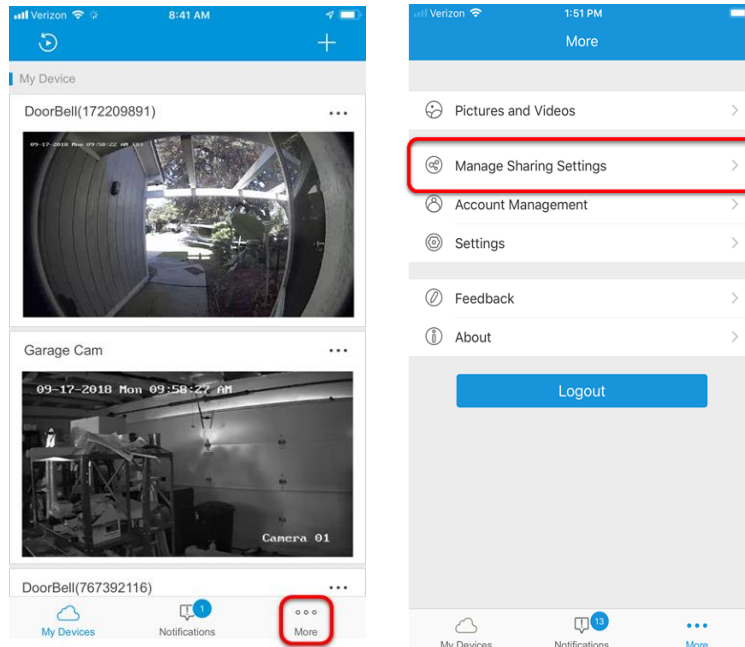 Verizon
8:41 AM
My Device
DoorBell(172209891)
09-17-2018 Mon 09:58:22 AM
Garage Cam
09-17-2018 Mon 09:58:27 AM
Camera 01
DoorBell(767392116)
1
My Devices
Notifications
More
Verizon
1:51 PM
More
Pictures and Videos
Manage Sharing Settings
Account Management
Settings
Feedback
About
Logout
13
My Devices
Notifications
More